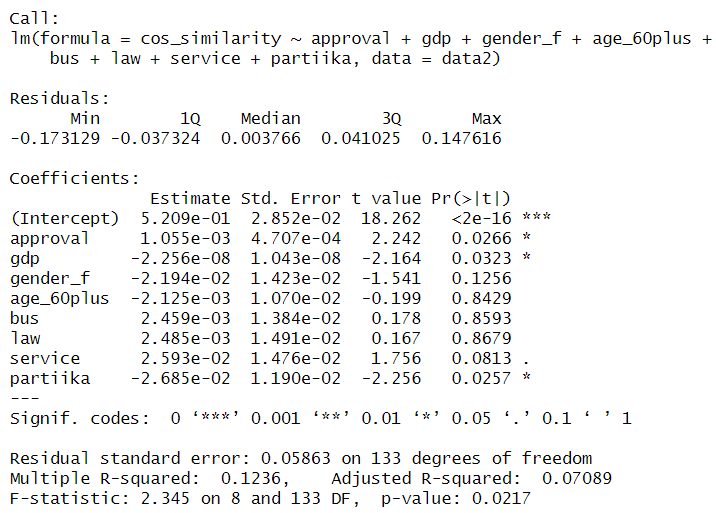 Call:
lm(formula = cos_similarity ~ approval + gdp + gender_f + age_60plus +
    bus + law + service + partiika, data = data2)

Residuals:
      Min        1Q    Median        3Q       Max
-0.173129 -0.037324  0.003766  0.041025  0.147616

Coefficients:
              Estimate Std. Error t value Pr(>|t|)
(Intercept)  5.209e-01  2.852e-02  18.262   <2e-16 ***
approval     1.055e-03  4.707e-04   2.242   0.0266 *
gdp         -2.256e-08  1.043e-08  -2.164   0.0323 *
gender_f    -2.194e-02  1.423e-02  -1.541   0.1256
age_60plus  -2.125e-03  1.070e-02  -0.199   0.8429
bus          2.459e-03  1.384e-02   0.178   0.8593
law          2.485e-03  1.491e-02   0.167   0.8679
service      2.593e-02  1.476e-02   1.756   0.0813 .
partiika    -2.685e-02  1.190e-02  -2.256   0.0257 *
---
Signif. codes:  0 ‘***’ 0.001 ‘**’ 0.01 ‘*’ 0.05 ‘.’ 0.1 ‘ ’ 1

Residual standard error: 0.05863 on 133 degrees of freedom
Multiple R-squared:  0.1236,    Adjusted R-squared:  0.07089
F-statistic: 2.345 on 8 and 133 DF,  p-value: 0.0217